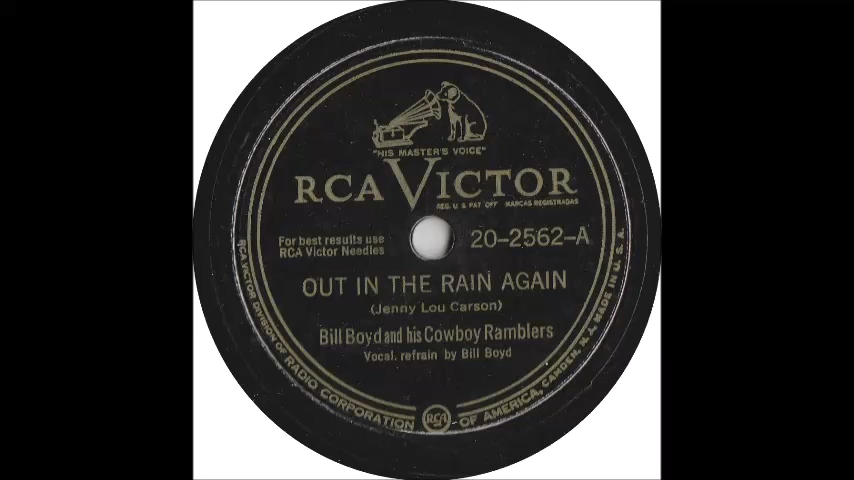 "HIS MASTER'S VOICE"
RCA VICTOR
REG. U. S. PAT. OFF. MARCAS REGISTRADAS
For best results use
RCA Victor Needles
20-2562-A
OUT IN THE RAIN AGAIN
(Jenny Lou Carson)
Bill Boyd and his Cowboy Ramblers
Vocal refrain by Bill Boyd
RCA VICTOR DIVISION OF RADIO CORPORATION OF AMERICA, CAMDEN, N. J. MADE IN U. S. A.
RCA